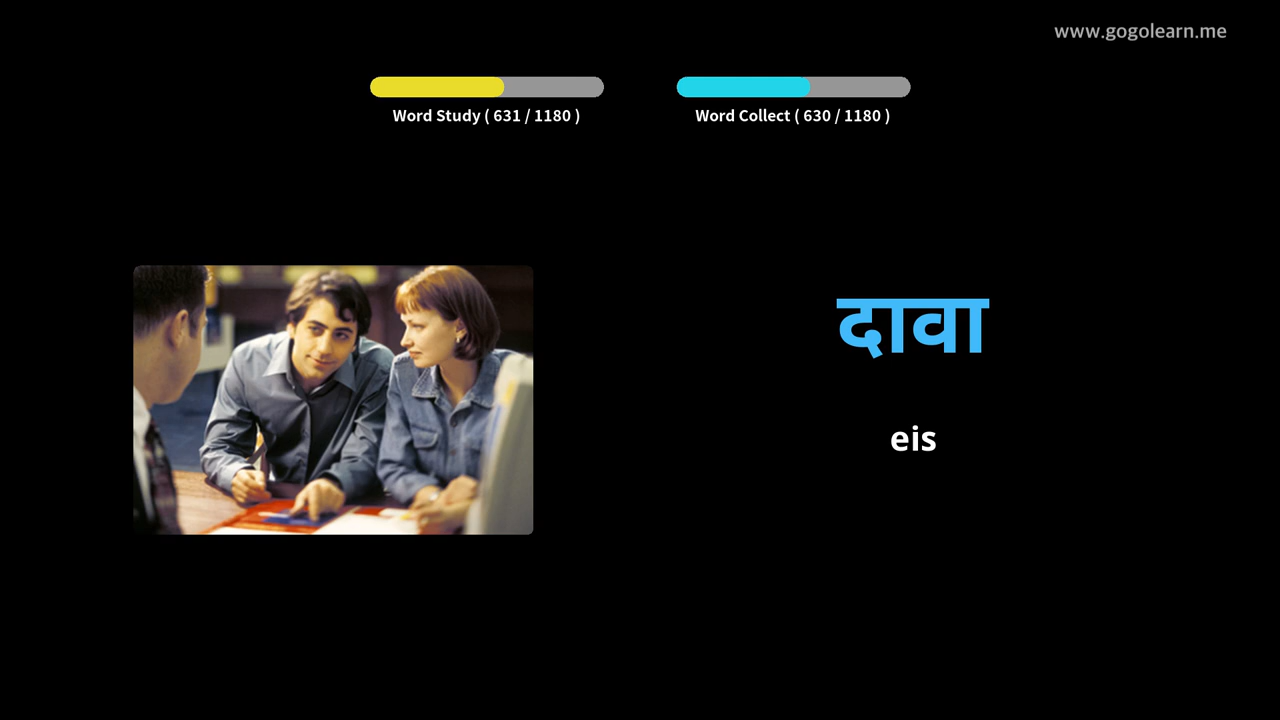 www.gogolearn.me
Word Study ( 631 / 1180 )
Word Collect ( 630 / 1180 )
दावा
eis